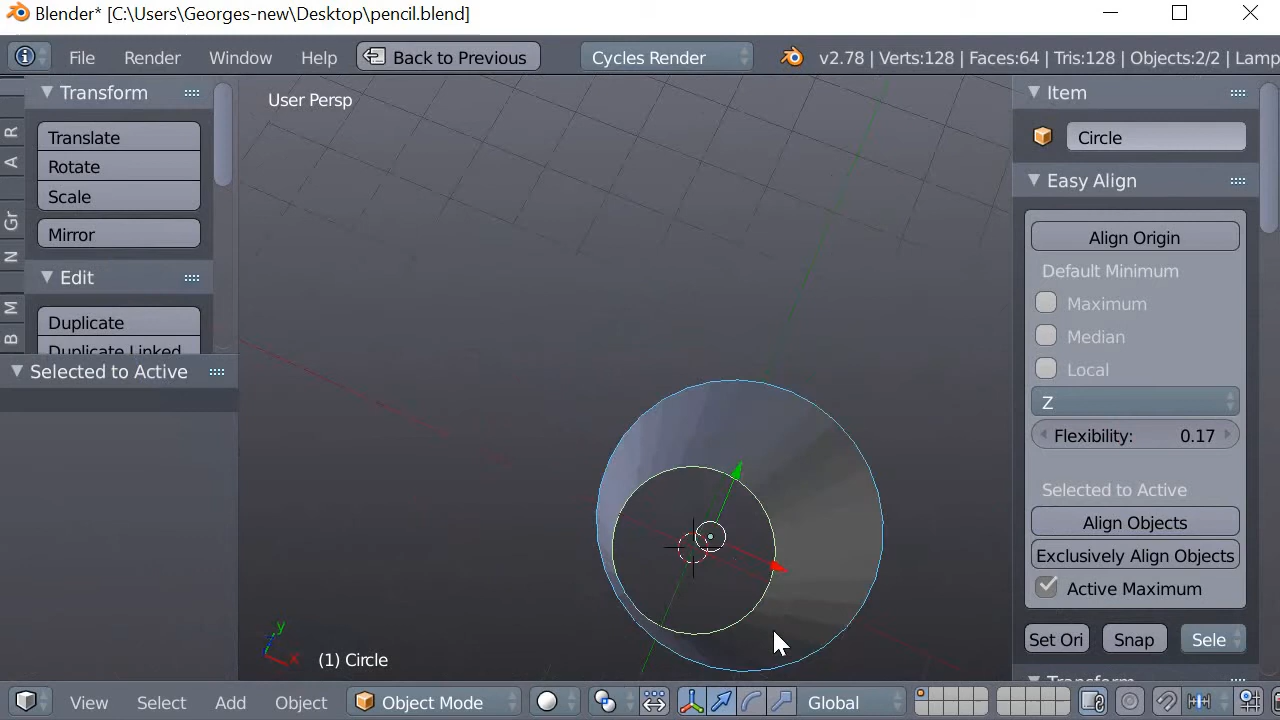 Blender* [C:\Users\Georges-new\Desktop\pencil.blend]
File Render Window Help Back to Previous Cycles Render v2.78 | Verts:128 | Faces:64 | Tris:128 | Objects:2/2 | Lamp
Transform
Translate
Rotate
Scale
Mirror
Edit
Duplicate
Duplicate Linked
Selected to Active
R
A
Gr
N
M
B
User Persp
y
x
(1) Circle
Item
Circle
Easy Align
Align Origin
Default Minimum
Maximum
Median
Local
Z
Flexibility: 0.17
Selected to Active
Align Objects
Exclusively Align Objects
Active Maximum
Set Ori Snap Sele
Transform
View Select Add Object Object Mode Global